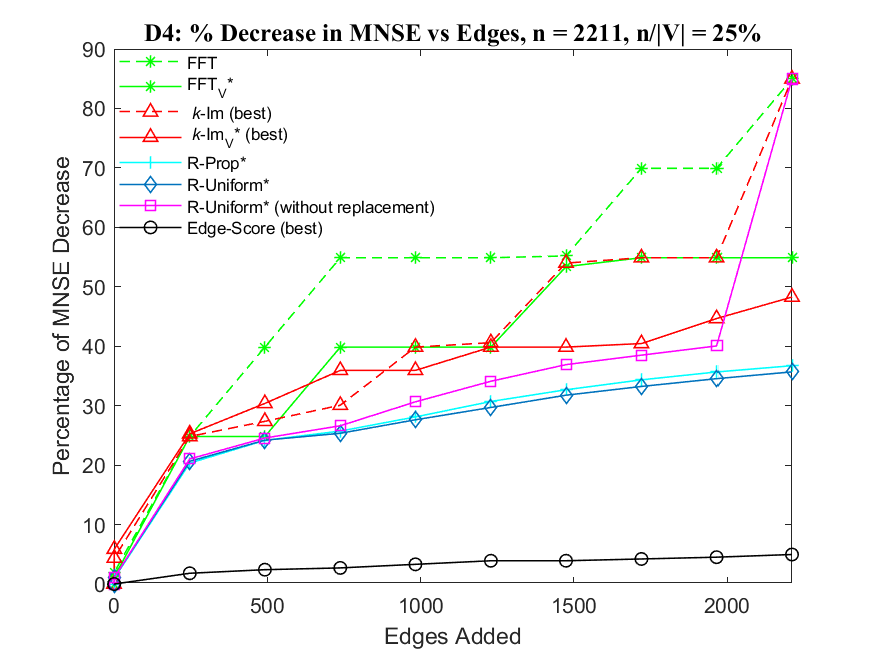 D4: % Decrease in MNSE vs Edges, n = 2211, n/|V| = 25%
90
80
70
60
50
40
30
20
10
0
Percentage of MNSE Decrease
FFT
FFT_V*
k-Im (best)
k-Im_V* (best)
R-Prop*
R-Uniform*
R-Uniform* (without replacement)
Edge-Score (best)
0 500 1000 1500 2000
Edges Added